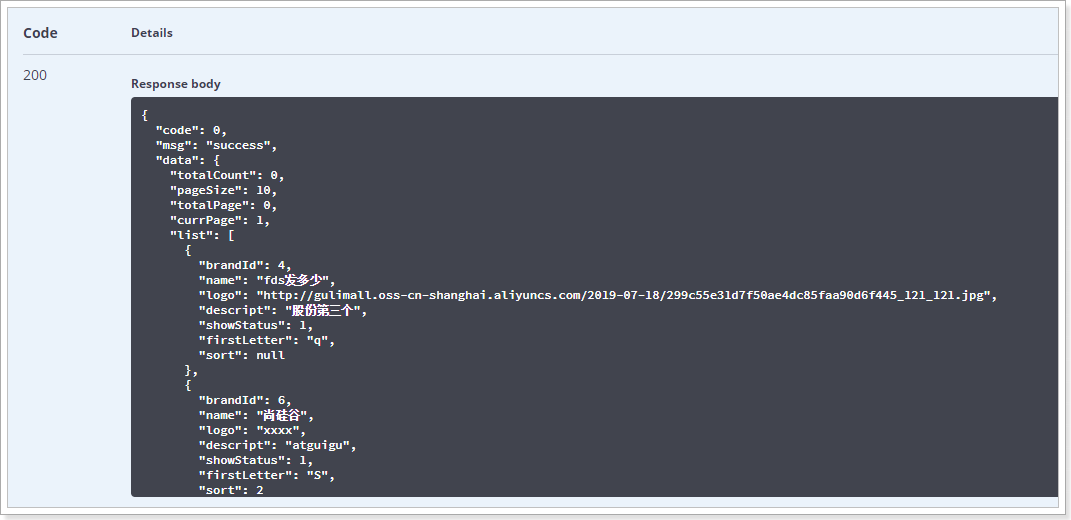 Code Details
200
Response body
{
"code": 0,
"msg": "success",
"data": {
"totalCount": 0,
"pageSize": 10,
"totalPage": 0,
"currPage": 1,
"list": [
{
"brandId": 4,
"name": "fds发多少",
"logo": "http://gulimall.oss-cn-shanghai.aliyuncs.com/2019-07-18/299c55e31d7f50ae4dc85faa90d6f445_121_121.jpg",
"descript": "股份第三个",
"showStatus": 1,
"firstLetter": "q",
"sort": null
},
{
"brandId": 6,
"name": "尚硅谷",
"logo": "xxxx",
"descript": "atguigu",
"showStatus": 1,
"firstLetter": "S",
"sort": 2